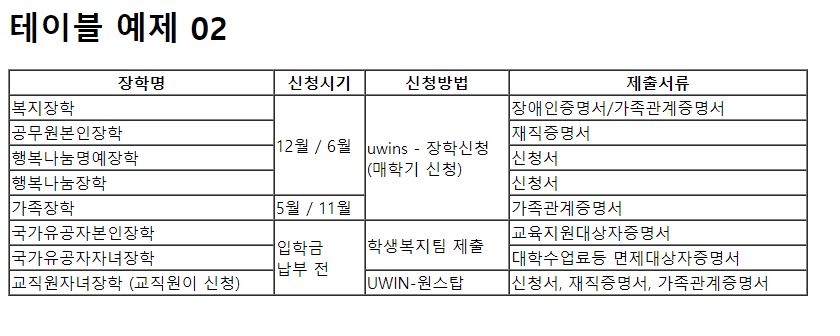 테이블 예제 02
장학명 신청시기 신청방법 제출서류
복지장학 12월 / 6월 uwins - 장학신청 장애인증명서/가족관계증명서
(매학기 신청)
공무원본인장학 재직증명서
행복나눔명예장학 신청서
행복나눔장학 신청서
가족장학 5월 / 11월 가족관계증명서
국가유공자본인장학 입학금 학생복지팀 제출 교육지원대상자증명서
납부 전
국가유공자자녀장학 대학수업료등 면제대상자증명서
교직원자녀장학 (교직원이 신청) UWIN-원스탑 신청서, 재직증명서, 가족관계증명서